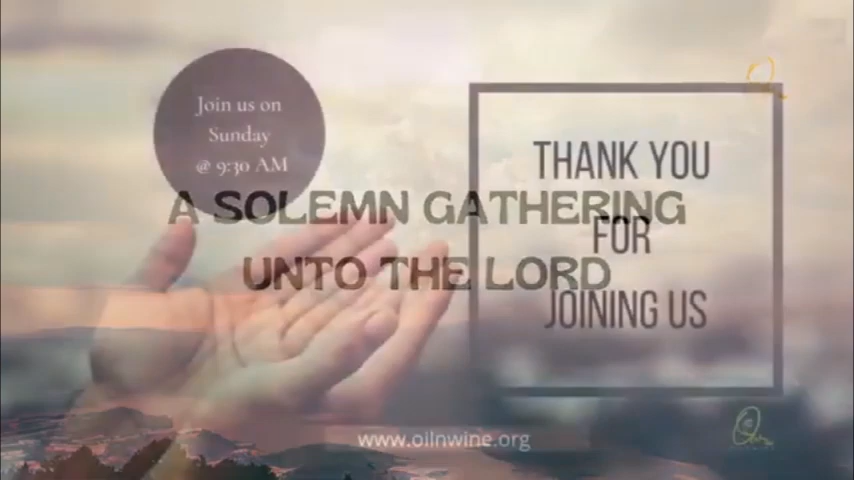 Join us on
Sunday
@ 9:30 AM
A SOLEMN GATHERING
UNTO THE LORD
THANK YOU
FOR
JOINING US
www.oilnwine.org